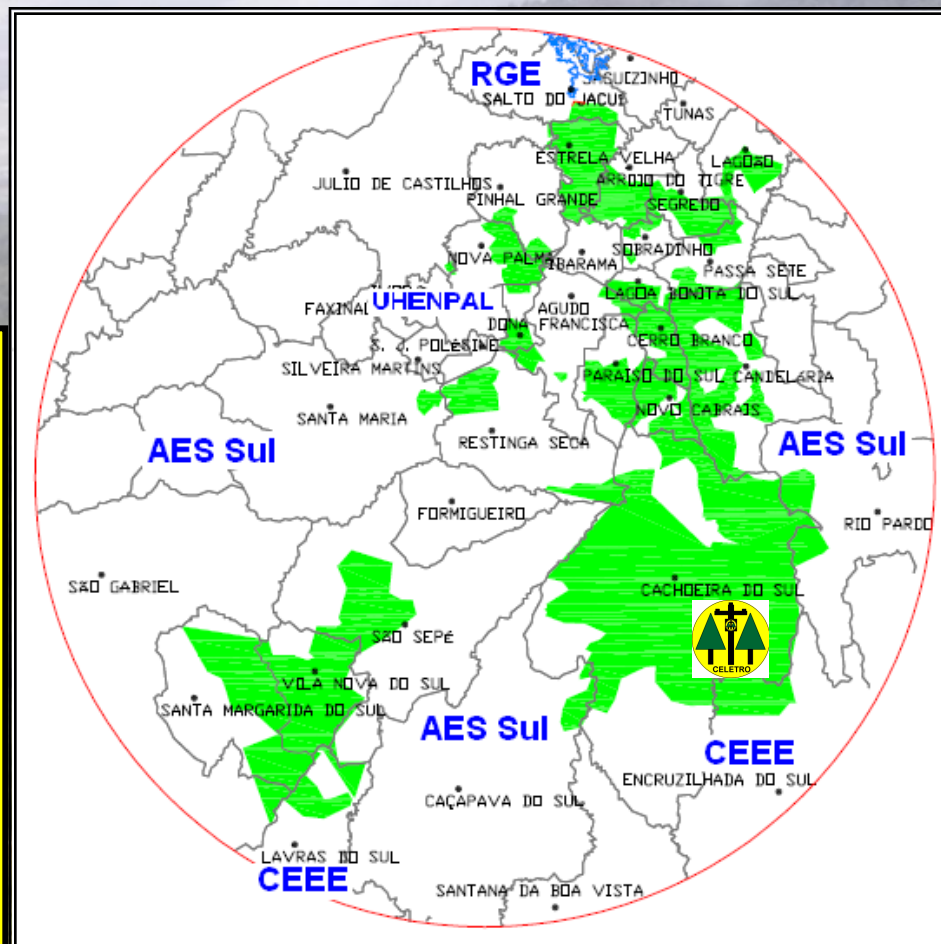 RGE
JAGUIZINHO
SALTO DO JACUÍ
TUNAS
ESTRELA VELHA
LAGOÃO
ARROIO DO TIGRE
JULIO DE CASTILHOS
PINHAL GRANDE
SEGREDO
NOVA PALMA
IBARAMA
SOBRADINHO
PASSA SETE
FAXINAL
UHENPAL
AGUDO
LAGOA BONITA DO SUL
DONA FRANCISCA
S. J. POLÉSINE
CERRO BRANCO
SILVEIRA MARTINS
PARAISO DO SUL
CANDELáRIA
SANTA MARIA
NOVO CABRAIS
RESTINGA SECA
AES Sul
AES Sul
FORMIGUEIRO
RIO PARDO
SãO GABRIEL
CACHOEIRA DO SUL
SãO SEPé
CELETRO
VILA NOVA DO SUL
SANTA MARGARIDA DO SUL
AES Sul
CEEE
ENCRUZILHADA DO SUL
CAÇAPAVA DO SUL
LAVRAS DO SUL
CEEE
SANTANA DA BOA VISTA